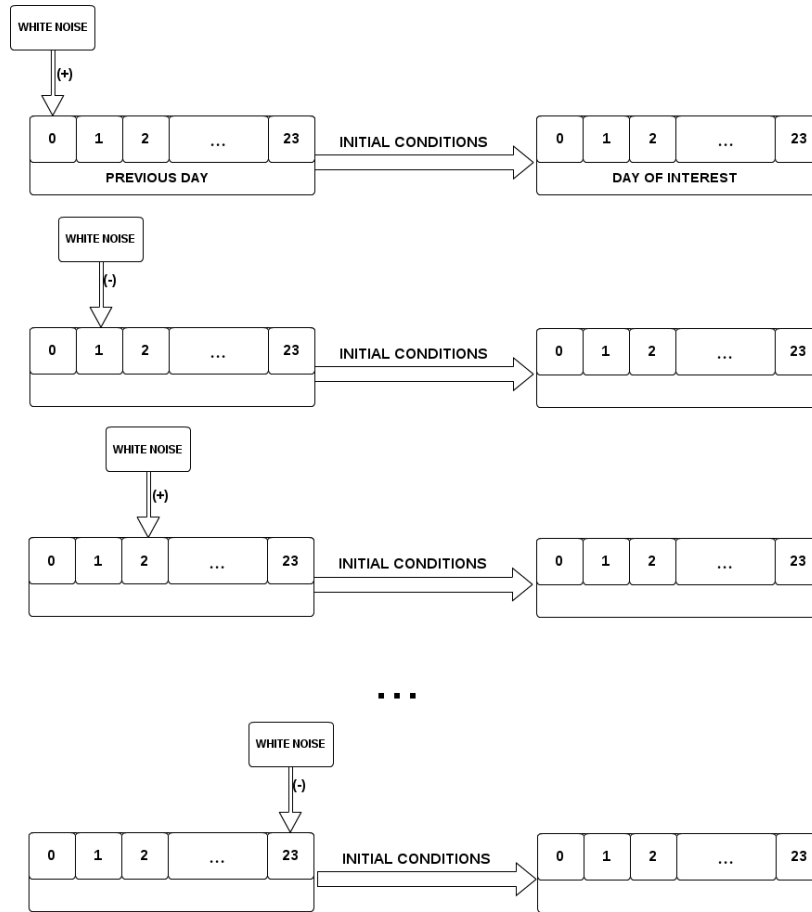 WHITE NOISE
(+)
0 1 2 ... 23 INITIAL CONDITIONS 0 1 2 ... 23
PREVIOUS DAY DAY OF INTEREST
WHITE NOISE
(-)
0 1 2 ... 23 INITIAL CONDITIONS 0 1 2 ... 23
WHITE NOISE
(+)
0 1 2 ... 23 INITIAL CONDITIONS 0 1 2 ... 23
...
WHITE NOISE
(-)
0 1 2 ... 23 INITIAL CONDITIONS 0 1 2 ... 23